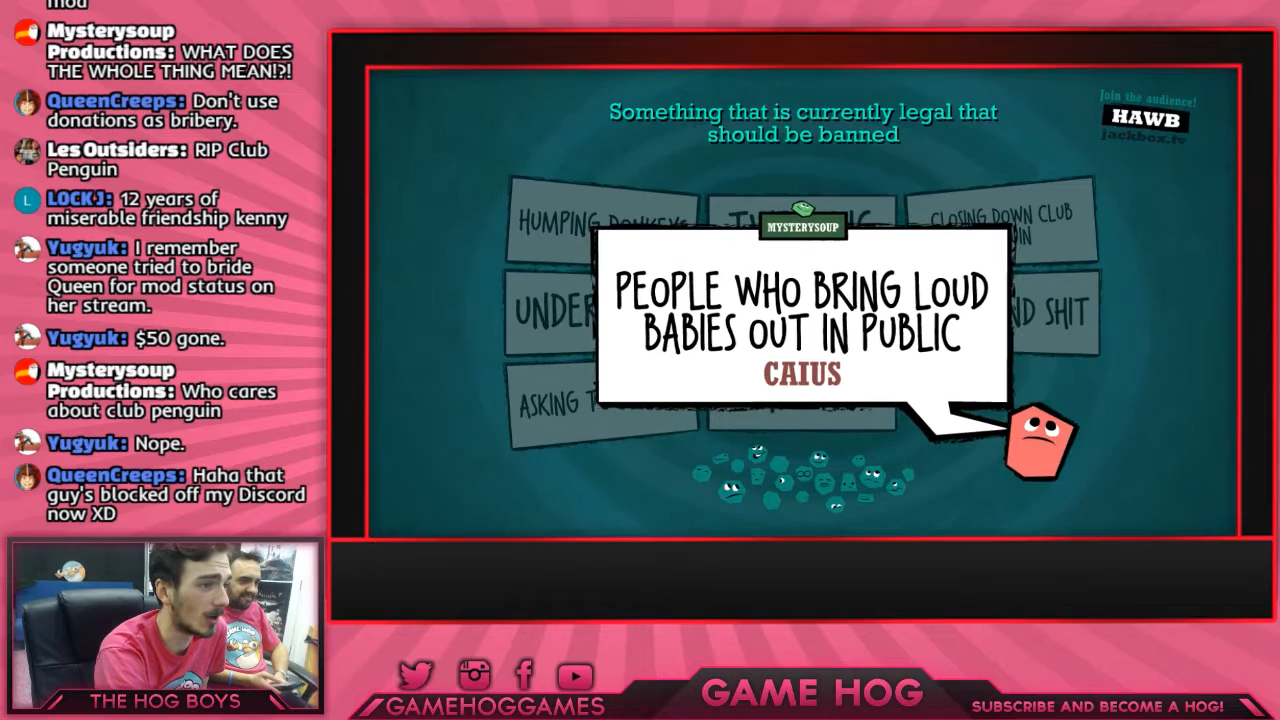 mod
Mysterysoup
Productions: WHAT DOES
THE WHOLE THING MEAN!?!
QueenCreeps: Don't use
donations as bribery.
Les Outsiders: RIP Club
Penguin
L LOCK J: 12 years of
miserable friendship kenny
Yugyuk: I remember
someone tried to bride
Queen for mod status on
her stream.
Yugyuk: $50 gone.
Mysterysoup
Productions: Who cares
about club penguin
Yugyuk: Nope.
QueenCreeps: Haha that
guy's blocked off my Discord
now XD
THE HOG BOYS
Something that is currently legal that
should be banned
Join the audience!
HAWB
jackbox.tv
HUMPING DONKEYS
CLOSING DOWN CLUB
MYSTERYSOUP
PEOPLE WHO BRING LOUD
BABIES OUT IN PUBLIC
CAIUS
UNDER
ND SHIT
ASKING T
@GAMEHOGGAMES
GAME HOG
SUBSCRIBE AND BECOME A HOG!